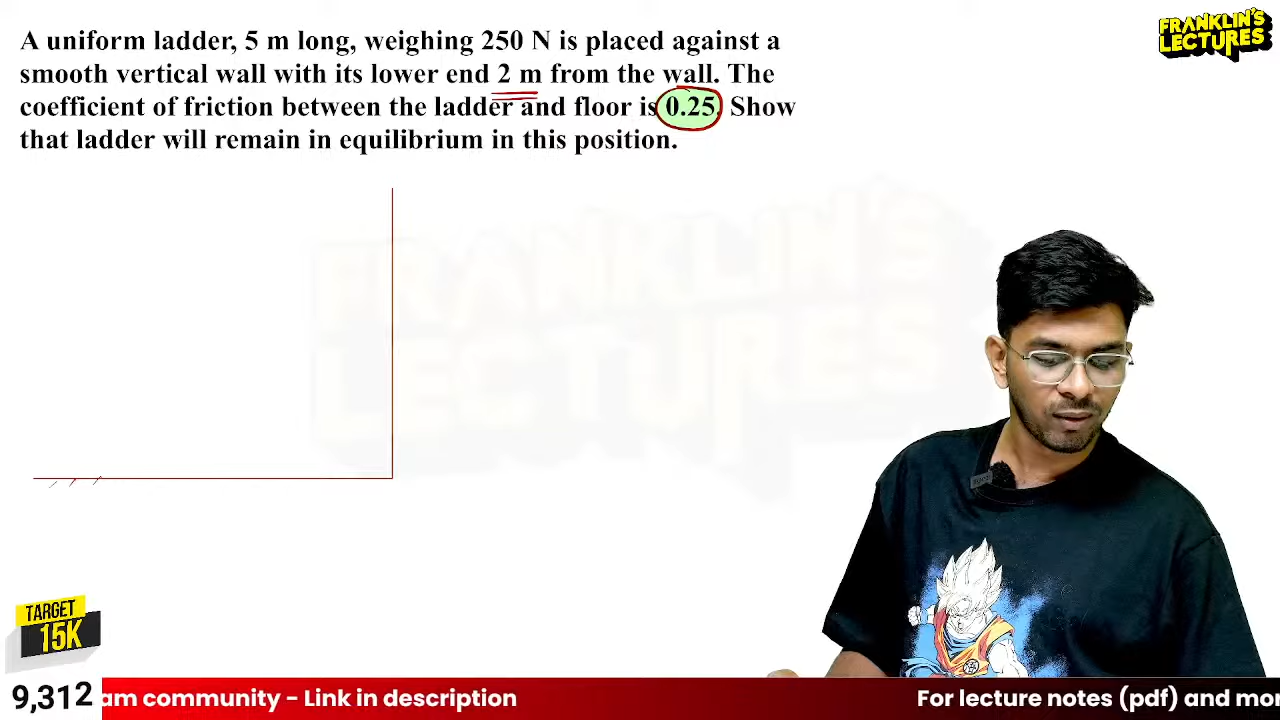 A uniform ladder, 5 m long, weighing 250 N is placed against a
smooth vertical wall with its lower end 2 m from the wall. The
coefficient of friction between the ladder and floor is 0.25. Show
that ladder will remain in equilibrium in this position.
FRANKLIN'S
LECTURES
FRANKLIN'S
LECTURES
TARGET
15K
9,312
am community - Link in description
For lecture notes (pdf) and mor